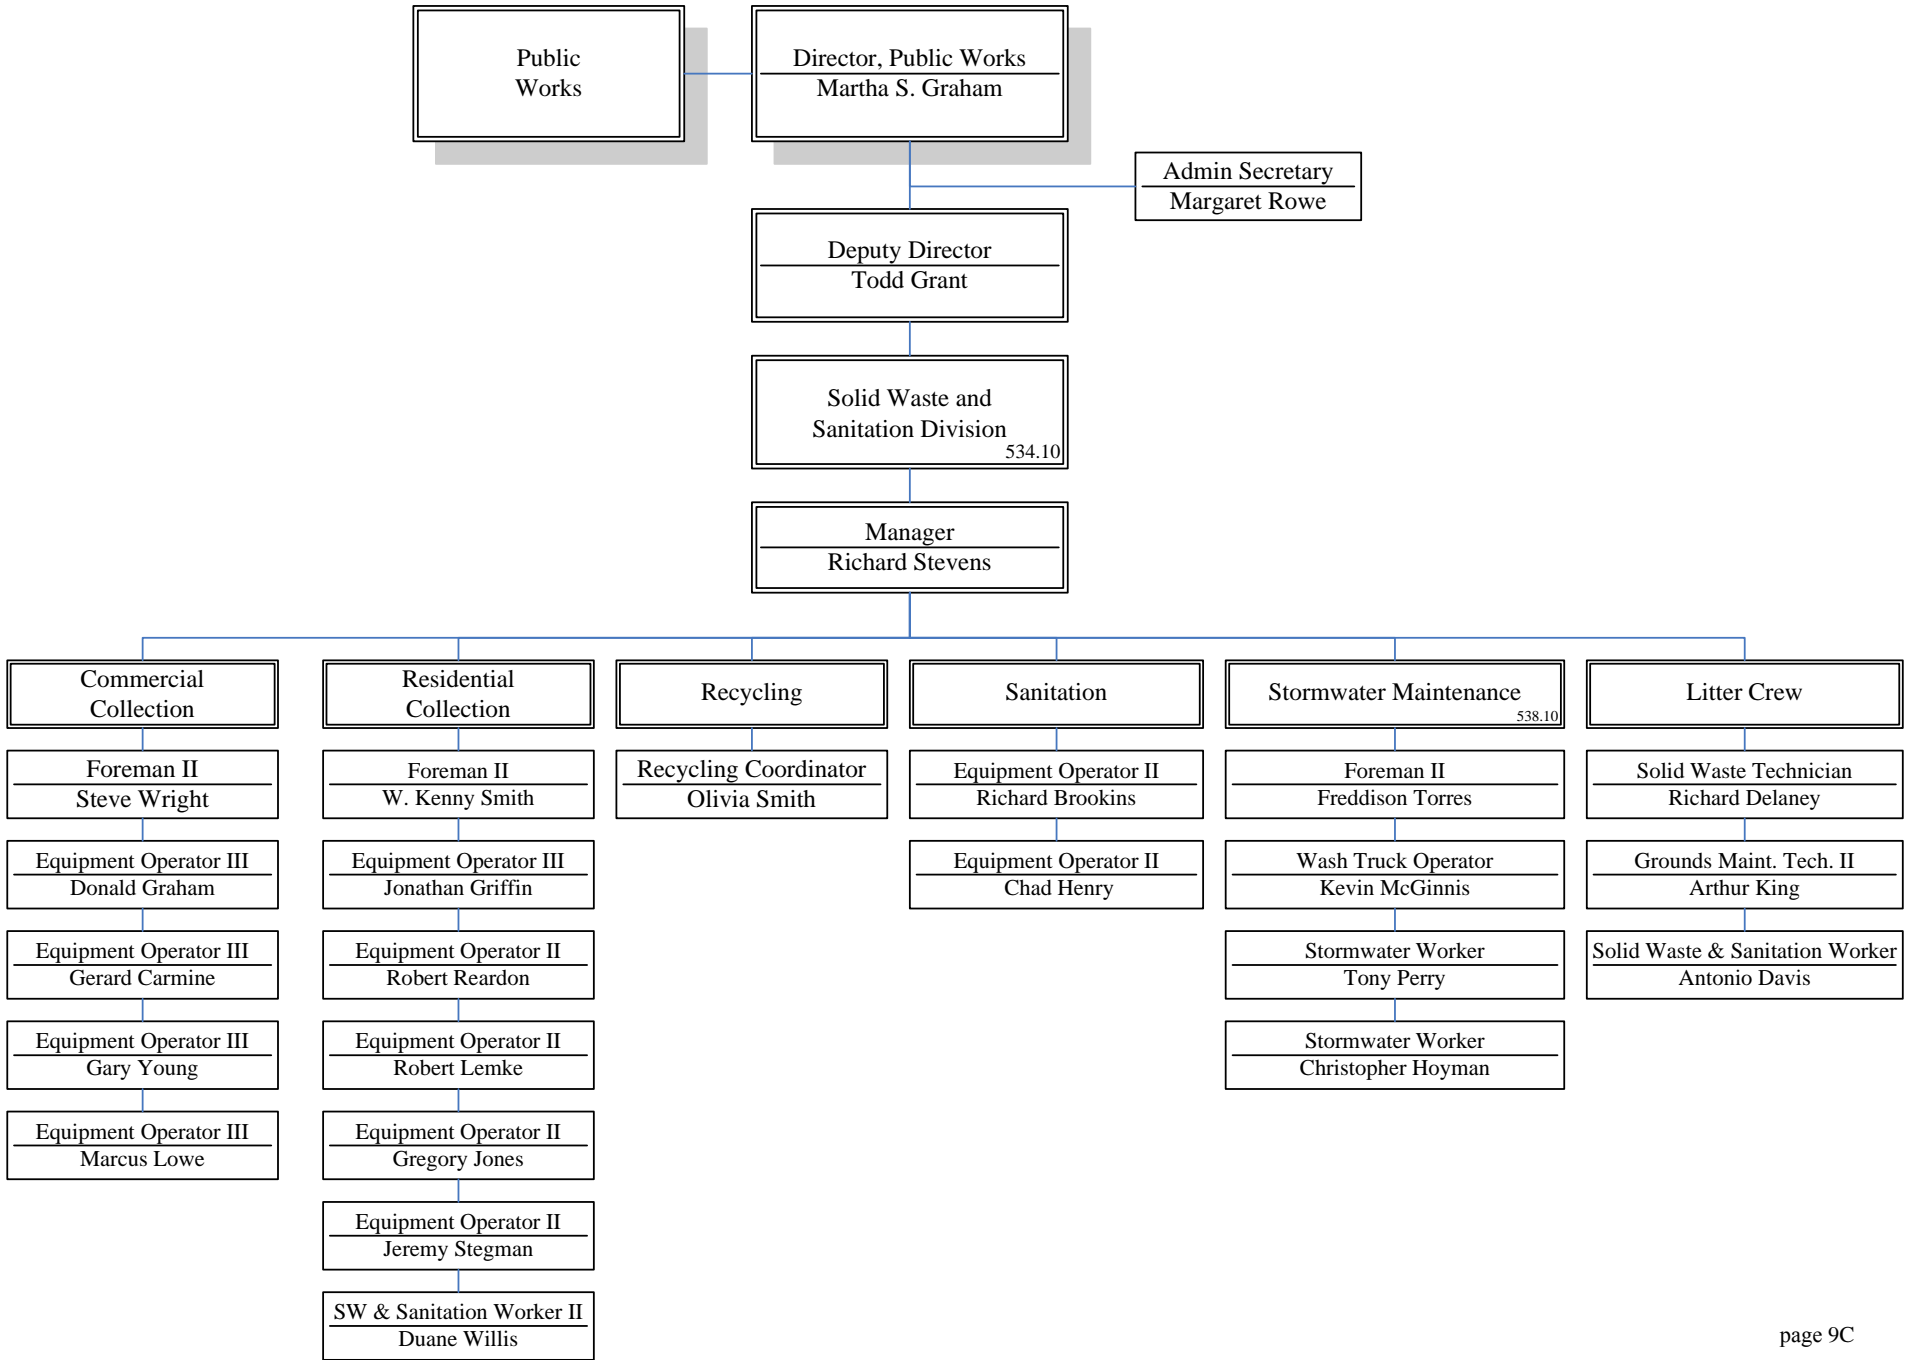 Public
Works
Director, Public Works
Martha S. Graham
Admin Secretary
Margaret Rowe
Deputy Director
Todd Grant
Solid Waste and
Sanitation Division
534.10
Manager
Richard Stevens
Commercial
Collection
Foreman II
Steve Wright
Equipment Operator III
Donald Graham
Equipment Operator III
Gerard Carmine
Equipment Operator III
Gary Young
Equipment Operator III
Marcus Lowe
Residential
Collection
Foreman II
W. Kenny Smith
Equipment Operator III
Jonathan Griffin
Equipment Operator II
Robert Reardon
Equipment Operator II
Robert Lemke
Equipment Operator II
Gregory Jones
Equipment Operator II
Jeremy Stegman
SW & Sanitation Worker II
Duane Willis
Recycling
Recycling Coordinator
Olivia Smith
Sanitation
Equipment Operator II
Richard Brookins
Equipment Operator II
Chad Henry
Stormwater Maintenance
538.10
Foreman II
Freddison Torres
Wash Truck Operator
Kevin McGinnis
Stormwater Worker
Tony Perry
Stormwater Worker
Christopher Hoyman
Litter Crew
Solid Waste Technician
Richard Delaney
Grounds Maint. Tech. II
Arthur King
Solid Waste & Sanitation Worker
Antonio Davis
page 9C